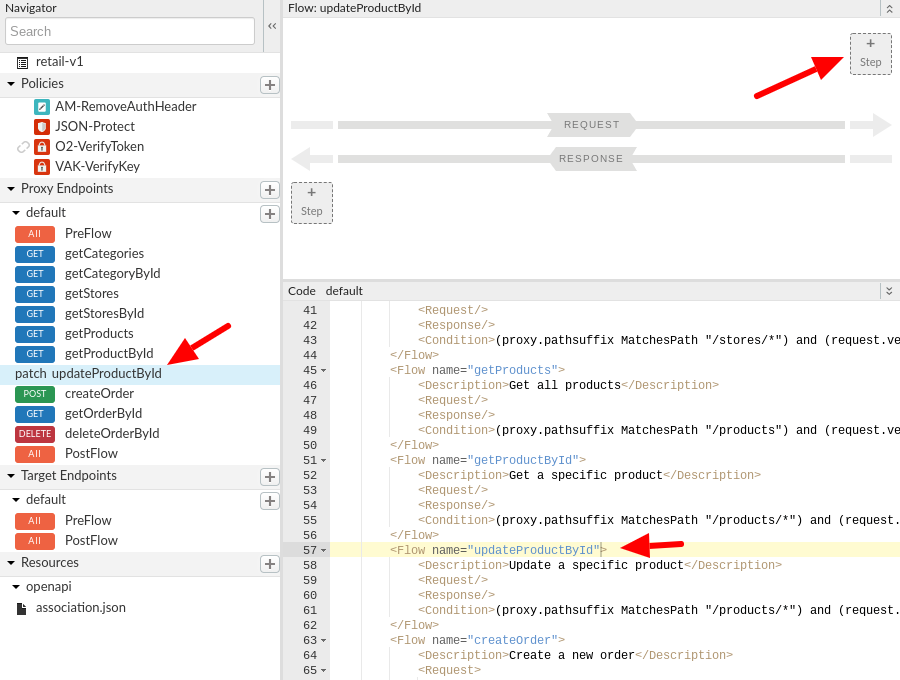 Navigator
Search
retail-v1
Policies
AM-RemoveAuthHeader
JSON-Protect
O2-VerifyToken
VAK-VerifyKey
Proxy Endpoints
default
All PreFlow
GET getCategories
GET getCategoryById
GET getStores
GET getStoresById
GET getProducts
GET getProductById
patch updateProductById
POST createOrder
GET getOrderById
DELETE deleteOrderById
All PostFlow
Target Endpoints
default
All PreFlow
All PostFlow
Resources
openapi
association.json
Flow: updateProductById
+
Step
REQUEST
RESPONSE
+
Step
Code default
41 <Request/>
42 <Response/>
43 <Condition>(proxy.pathsuffix MatchesPath "/stores/*") and (request.ve
44 </Flow>
45 <Flow name="getProducts">
46 <Description>Get all products</Description>
47 <Request/>
48 <Response/>
49 <Condition>(proxy.pathsuffix MatchesPath "/products") and (request.ve
50 </Flow>
51 <Flow name="getProductById">
52 <Description>Get a specific product</Description>
53 <Request/>
54 <Response/>
55 <Condition>(proxy.pathsuffix MatchesPath "/products/*") and (request.
56 </Flow>
57 <Flow name="updateProductById">
58 <Description>Update a specific product</Description>
59 <Request/>
60 <Response/>
61 <Condition>(proxy.pathsuffix MatchesPath "/products/*") and (request.
62 </Flow>
63 <Flow name="createOrder">
64 <Description>Create a new order</Description>
65 <Request>